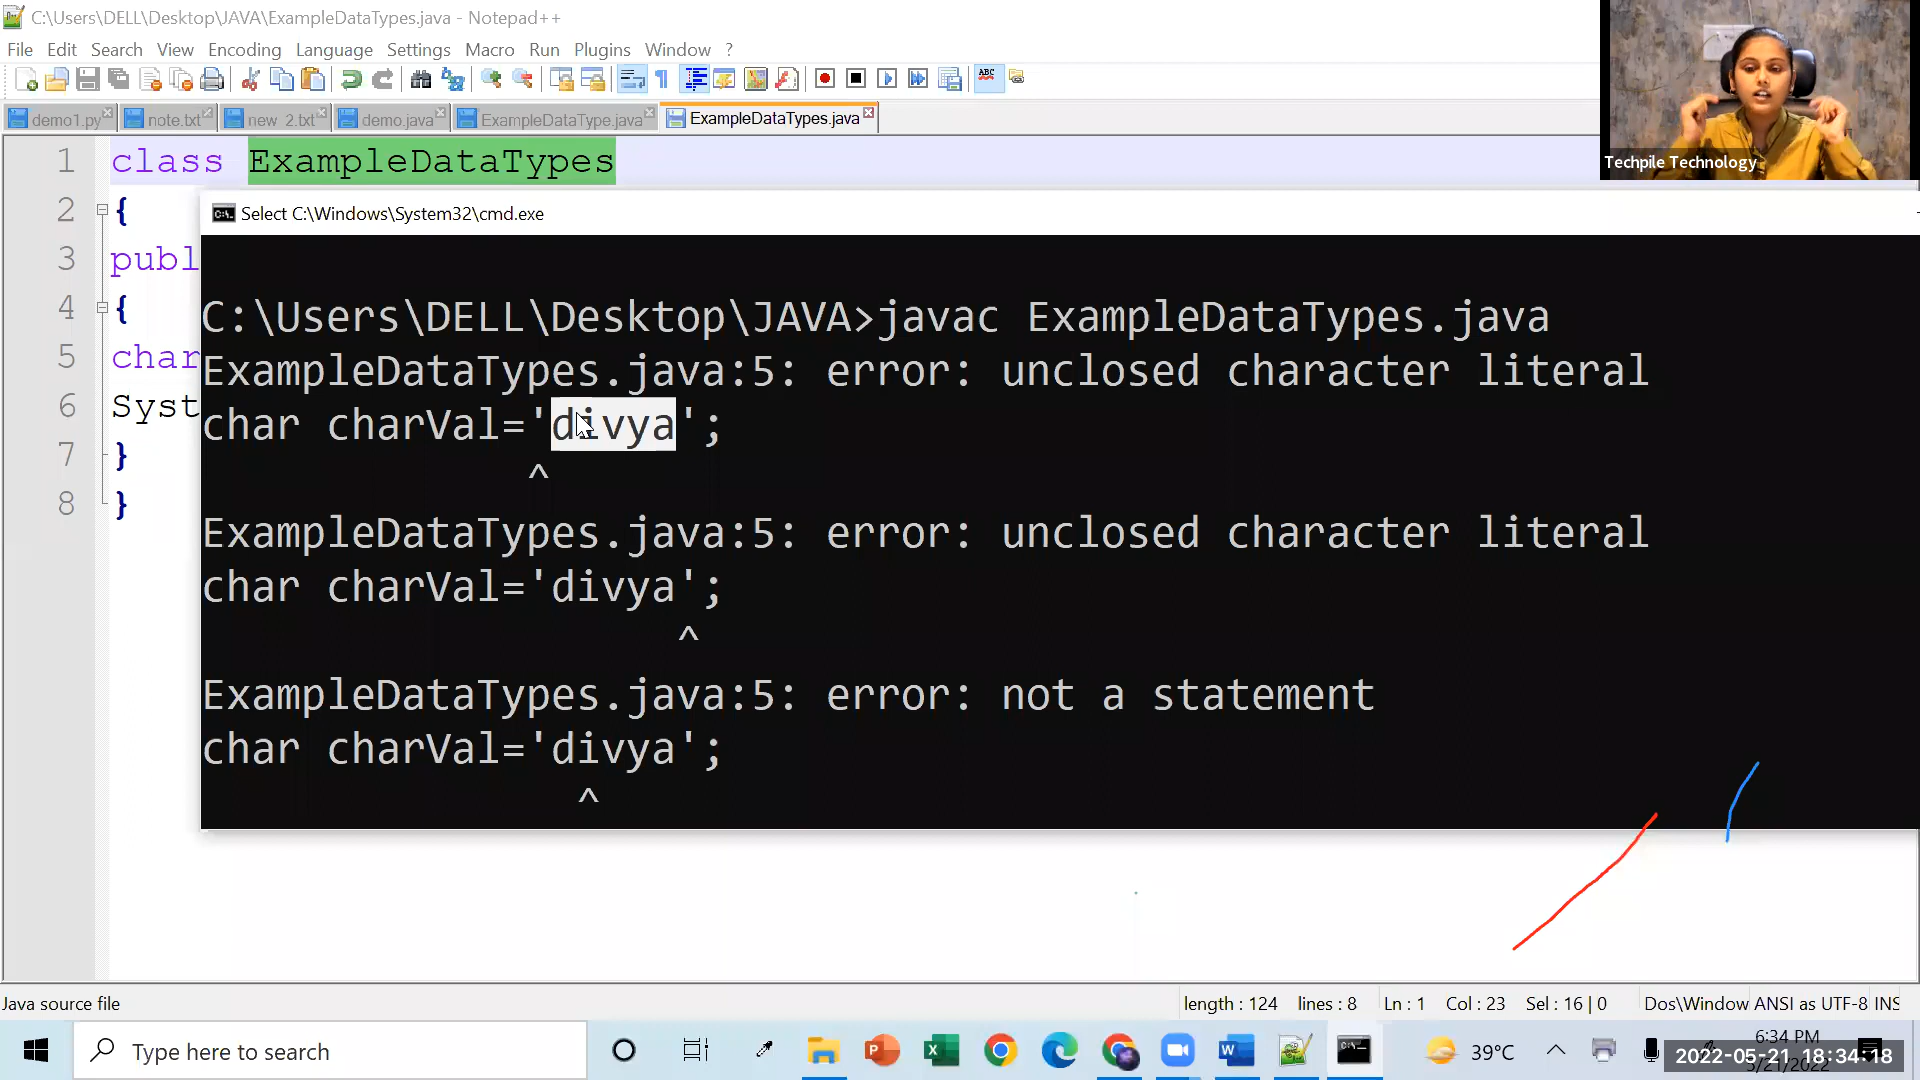 C:\Users\DELL\Desktop\JAVA\ExampleDataTypes.java - Notepad++
File Edit Search View Encoding Language Settings Macro Run Plugins Window ?
ABC
demo1.py note.txt new 2.txt demo.java ExampleDataType.java ExampleDataTypes.java
Techpile Technology
1 class ExampleDataTypes
2 {
3 publ
4 {
5 char
6 Syst
7 }
8 }
Select C:\Windows\System32\cmd.exe
C:\Users\DELL\Desktop\JAVA>javac ExampleDataTypes.java
ExampleDataTypes.java:5: error: unclosed character literal
char charVal='divya';
^
ExampleDataTypes.java:5: error: unclosed character literal
char charVal='divya';
^
ExampleDataTypes.java:5: error: not a statement
char charVal='divya';
^
Java source file length : 124 lines : 8 Ln : 1 Col : 23 Sel : 16 | 0 Dos\Window ANSI as UTF-8 INS
Type here to search
39°C
6:34 PM
2022-05-21 18:34:18